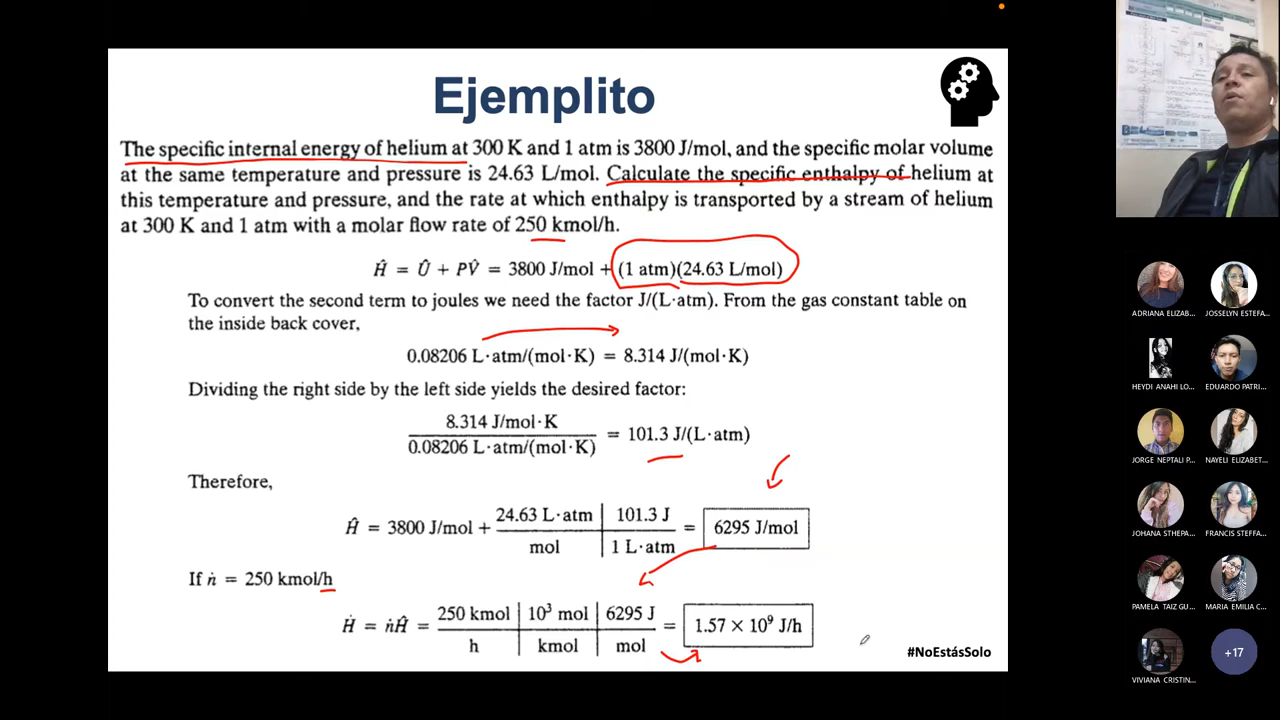 Ejemplito
The specific internal energy of helium at 300 K and 1 atm is 3800 J/mol, and the specific molar volume
at the same temperature and pressure is 24.63 L/mol. Calculate the specific enthalpy of helium at
this temperature and pressure, and the rate at which enthalpy is transported by a stream of helium
at 300 K and 1 atm with a molar flow rate of 250 kmol/h.
Ĥ = Û + PV̂ = 3800 J/mol + (1 atm)(24.63 L/mol)
To convert the second term to joules we need the factor J/(L·atm). From the gas constant table on
the inside back cover,
0.08206 L·atm/(mol·K) = 8.314 J/(mol·K)
Dividing the right side by the left side yields the desired factor:
8.314 J/mol·K
0.08206 L·atm/(mol·K)
= 101.3 J/(L·atm)
Therefore,
Ĥ = 3800 J/mol +
24.63 L·atm | 101.3 J
mol | 1 L·atm
= 6295 J/mol
If ṅ = 250 kmol/h
Ḣ = ṅĤ =
250 kmol | 10³ mol | 6295 J
h | kmol | mol
= 1.57 × 10⁹ J/h
#NoEstásSolo
ADRIANA ELIZAB...
JOSSELYN ESTEFA...
HEYDI ANAHI LO...
EDUARDO PATRI...
JORGE NEPTALI P...
NAYELI ELIZABET...
JOHANA STHEPA...
FRANCIS STEFFA...
PAMELA TAIZ GU...
MARIA EMILIA C...
VIVIANA CRISTIN...
+17